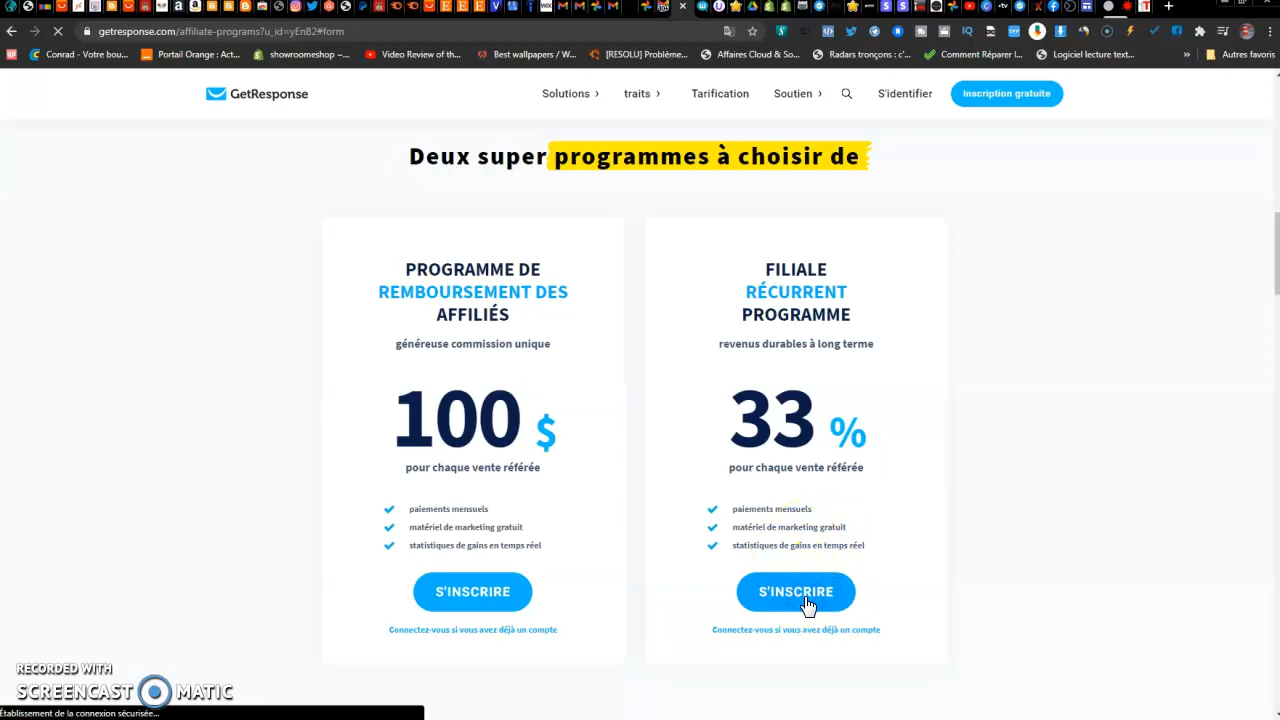 getresponse.com/affiliate-programs?u_id=yEnB2#form
Conrad - Votre bou...
Portail Orange : Act...
showroomeshop – ...
Video Review of the...
Best wallpapers / W...
[RESOLU] Problème...
Affaires Cloud & So...
Radars tronçons : c'...
Comment Réparer l...
Logiciel lecture text...
»
Autres favoris
GetResponse
Solutions ›
traits ›
Tarification
Soutien ›
S'identifier
Inscription gratuite
Deux super programmes à choisir de
PROGRAMME DE
REMBOURSEMENT DES
AFFILIÉS
généreuse commission unique
100 $
pour chaque vente référée
paiements mensuels
matériel de marketing gratuit
statistiques de gains en temps réel
S'INSCRIRE
Connectez-vous si vous avez déjà un compte
FILIALE
RÉCURRENT
PROGRAMME
revenus durables à long terme
33 %
pour chaque vente référée
paiements mensuels
matériel de marketing gratuit
statistiques de gains en temps réel
S'INSCRIRE
Connectez-vous si vous avez déjà un compte
RECORDED WITH
SCREENCAST MATIC
Établissement de la connexion sécurisée...